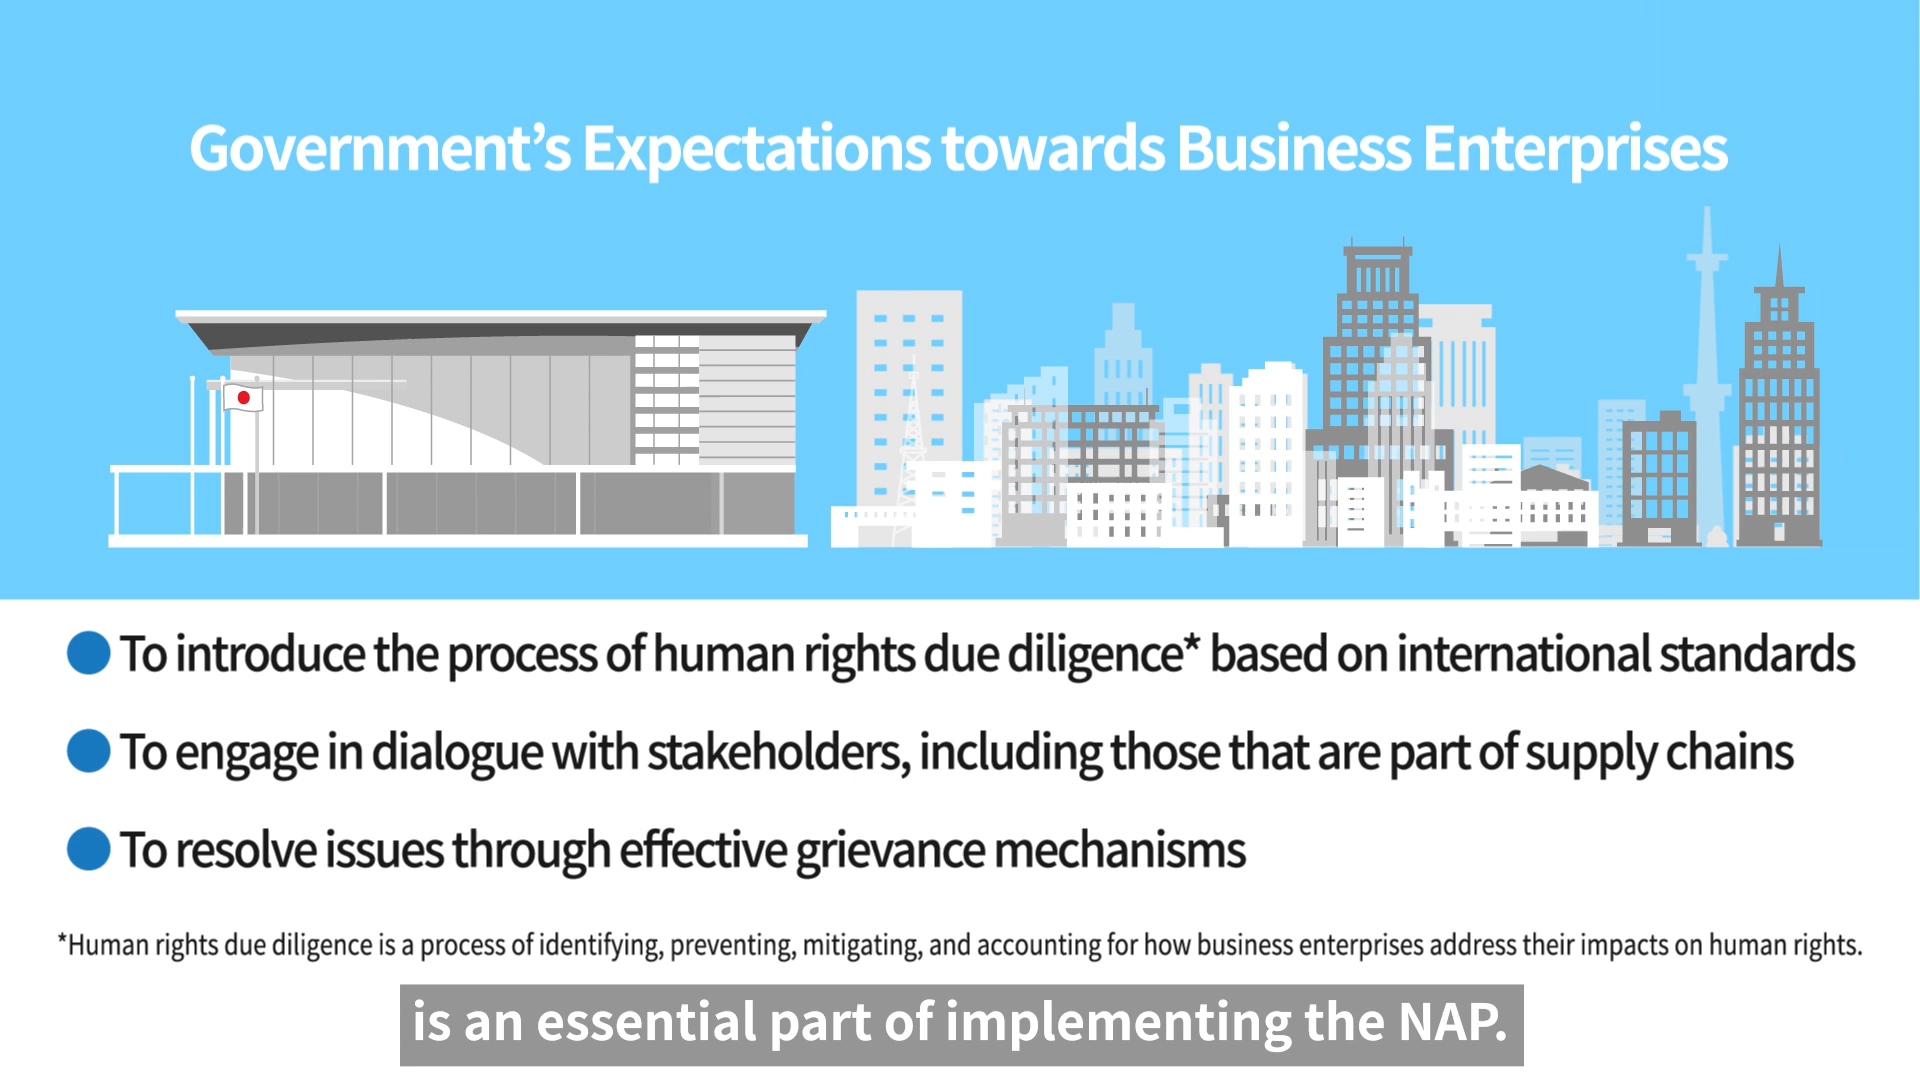 Government’s Expectations towards Business Enterprises
To introduce the process of human rights due diligence* based on international standards
To engage in dialogue with stakeholders, including those that are part of supply chains
To resolve issues through effective grievance mechanisms
*Human rights due diligence is a process of identifying, preventing, mitigating, and accounting for how business enterprises address their impacts on human rights.
is an essential part of implementing the NAP.